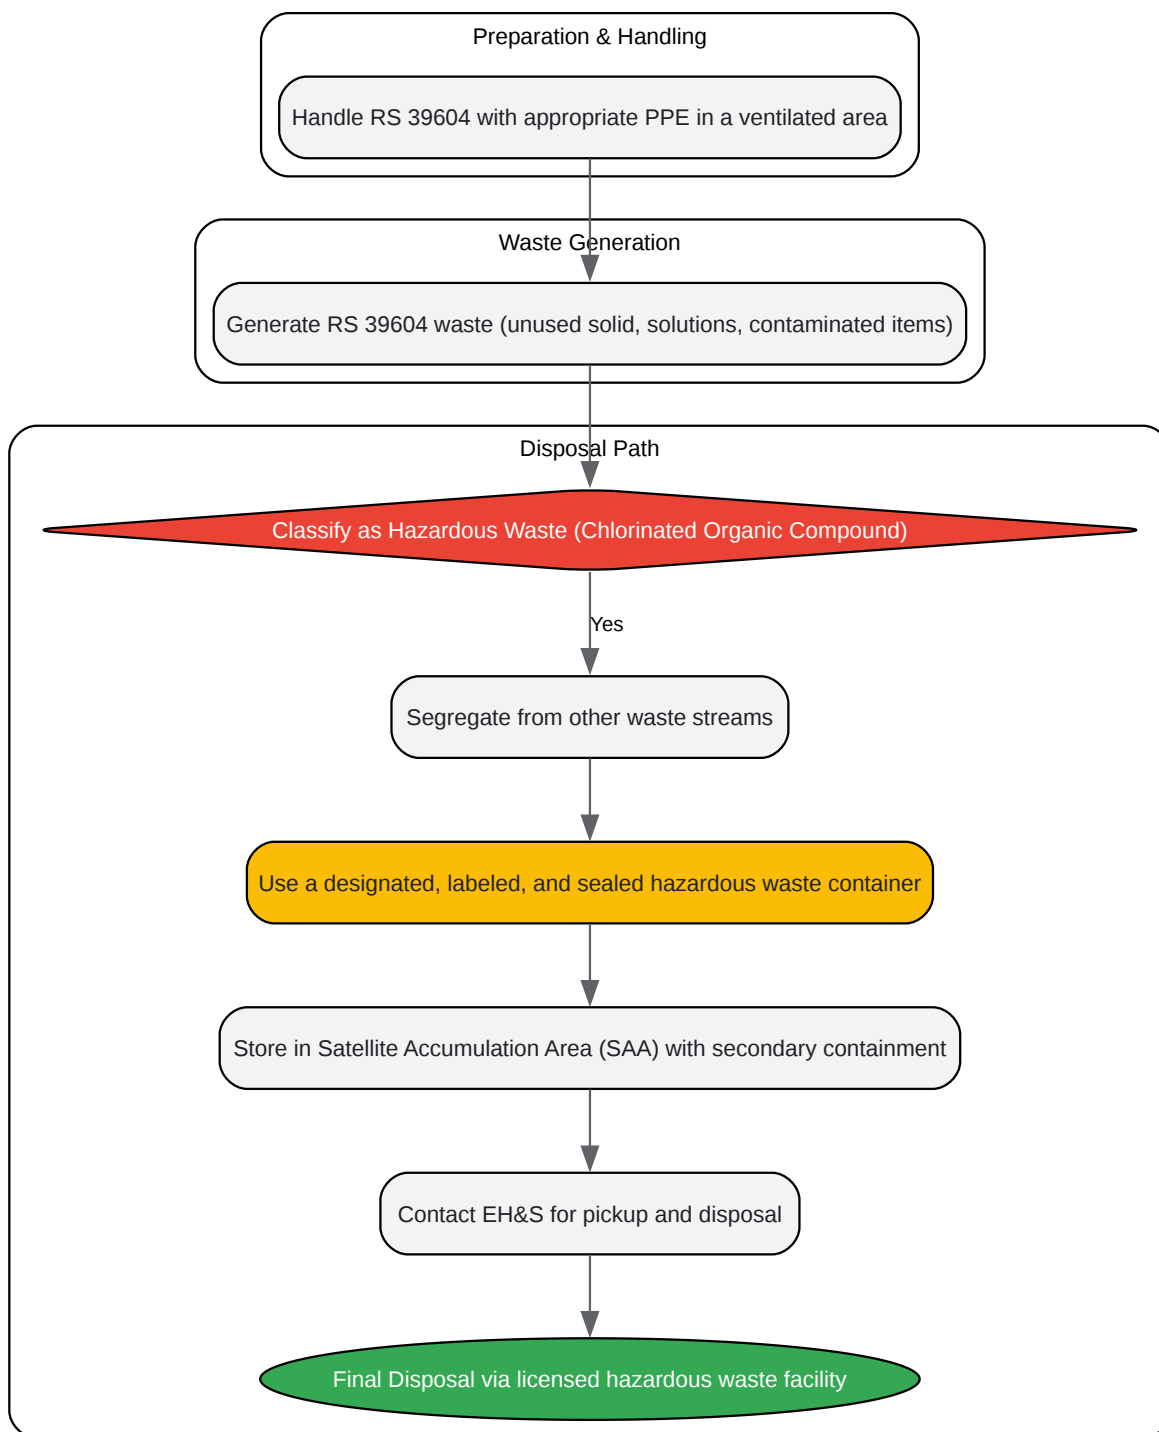 Preparation & Handling
Handle RS 39604 with appropriate PPE in a ventilated area
Waste Generation
Generate RS 39604 waste (unused solid, solutions, contaminated items)
Disposal Path
Classify as Hazardous Waste (Chlorinated Organic Compound)
Yes
Segregate from other waste streams
Use a designated, labeled, and sealed hazardous waste container
Store in Satellite Accumulation Area (SAA) with secondary containment
Contact EH&S for pickup and disposal
Final Disposal via licensed hazardous waste facility